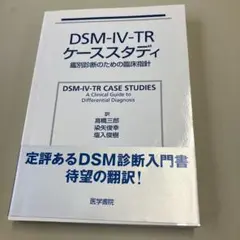 DSM-IV-TR
ケーススタディ
鑑別診断のための臨床指針
DSM-IV-TR CASE STUDIES
A Clinical Guide to
Differential Diagnosis
訳
高橋三郎
染矢俊幸
塩入俊樹
定評あるDSM診断入門書
待望の翻訳!
医学書院